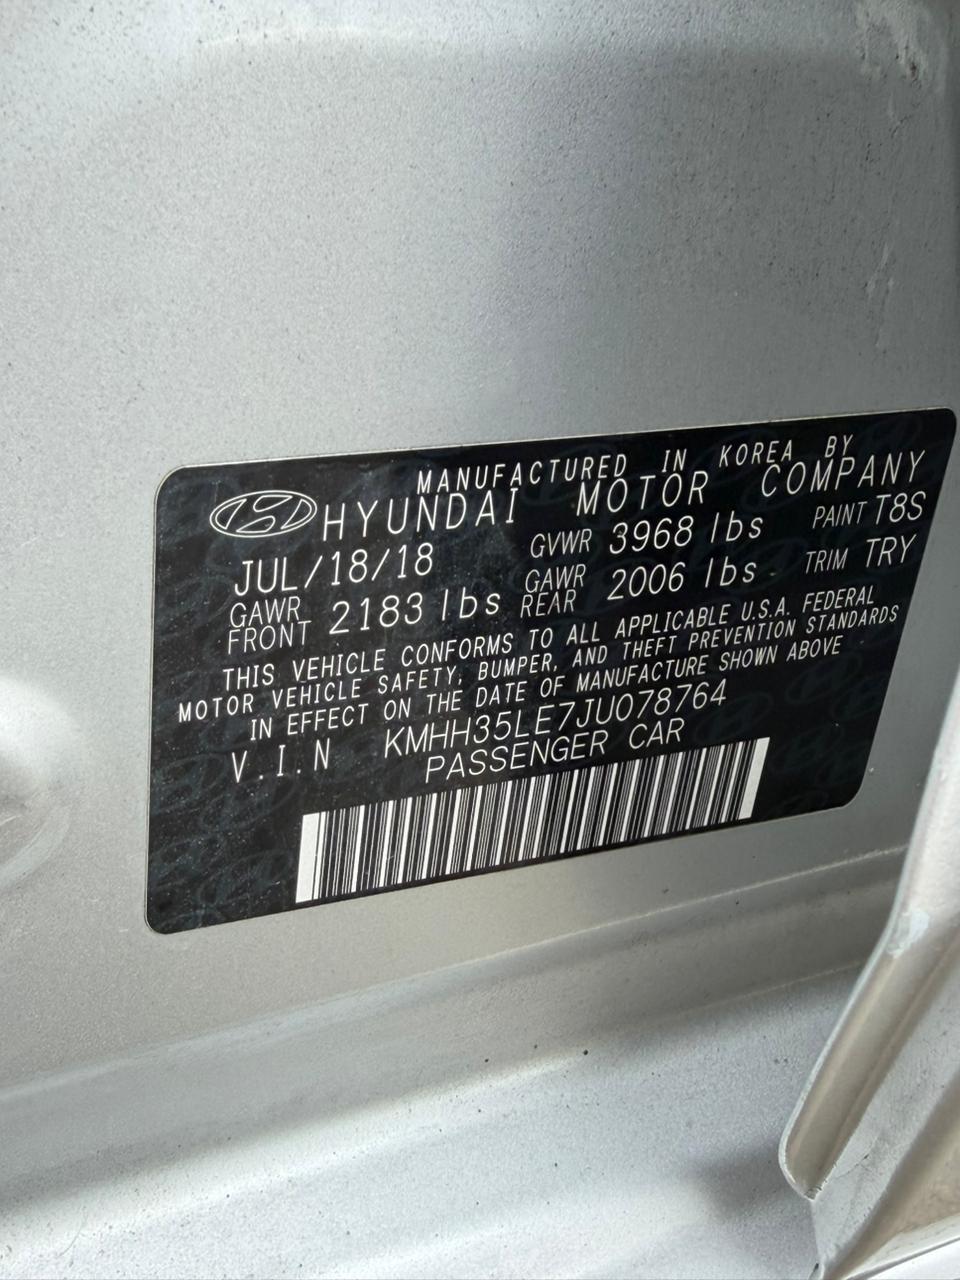 MANUFACTURED IN KOREA BY
HYUNDAI MOTOR COMPANY
JUL/18/18 GVWR 3968 lbs PAINT T8S
GAWR FRONT 2183 lbs GAWR REAR 2006 lbs TRIM TRY
THIS VEHICLE CONFORMS TO ALL APPLICABLE U.S.A. FEDERAL
MOTOR VEHICLE SAFETY, BUMPER, AND THEFT PREVENTION STANDARDS
IN EFFECT ON THE DATE OF MANUFACTURE SHOWN ABOVE
V.I.N KMHH35LE7JU078764
PASSENGER CAR